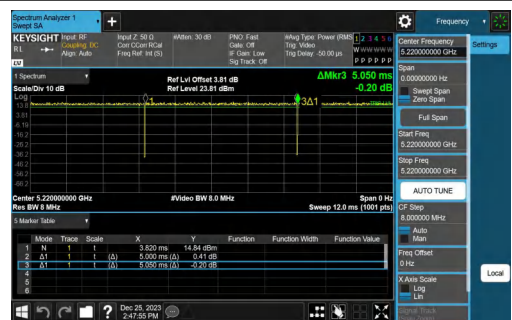 Spectrum Analyzer 1
Swept SA
Frequency
KEYSIGHT
Input: RF
Input Z: 50 Ω
#Atten: 30 dB
PNO: Fast
#Avg Type: Power (RMS
1 2 3 4 5 6
RL
Coupling: DC
Corr CCorr RCal
Gate: Off
Trig: Video
Align: Auto
Freq Ref: Int (S)
IF Gain: Low
Trig Delay: -50.00 µs
Sig Track: Off
P P P P P P
LV
1 Spectrum
Scale/Div 10 dB
Ref Lvl Offset 3.81 dB
Ref Level 23.81 dBm
ΔMkr3 5.050 ms
-0.20 dB
Log
13.8
3.81
-6.19
-16.2
-26.2
-36.2
-46.2
-56.2
-66.2
3Δ1
Center 5.220000000 GHz
#Video BW 8.0 MHz
Span 0 Hz
Res BW 8 MHz
Sweep 12.0 ms (1001 pts)
5 Marker Table
Mode Trace Scale X Y Function Function Width Function Value
1 N 1 t 3.820 ms 14.84 dBm
2 Δ1 1 t (Δ) 5.000 ms (Δ) 0.41 dB
3 Δ1 1 t (Δ) 5.050 ms (Δ) -0.20 dB
4
5
6
Dec 25, 2023
2:47:55 PM
Center Frequency
5.220000000 GHz
Settings
Span
0.00000000 Hz
Swept Span
Zero Span
Full Span
Start Freq
5.220000000 GHz
Stop Freq
5.220000000 GHz
AUTO TUNE
CF Step
8.000000 MHz
Auto
Man
Freq Offset
0 Hz
X Axis Scale
Log
Lin
Local
Signal Track